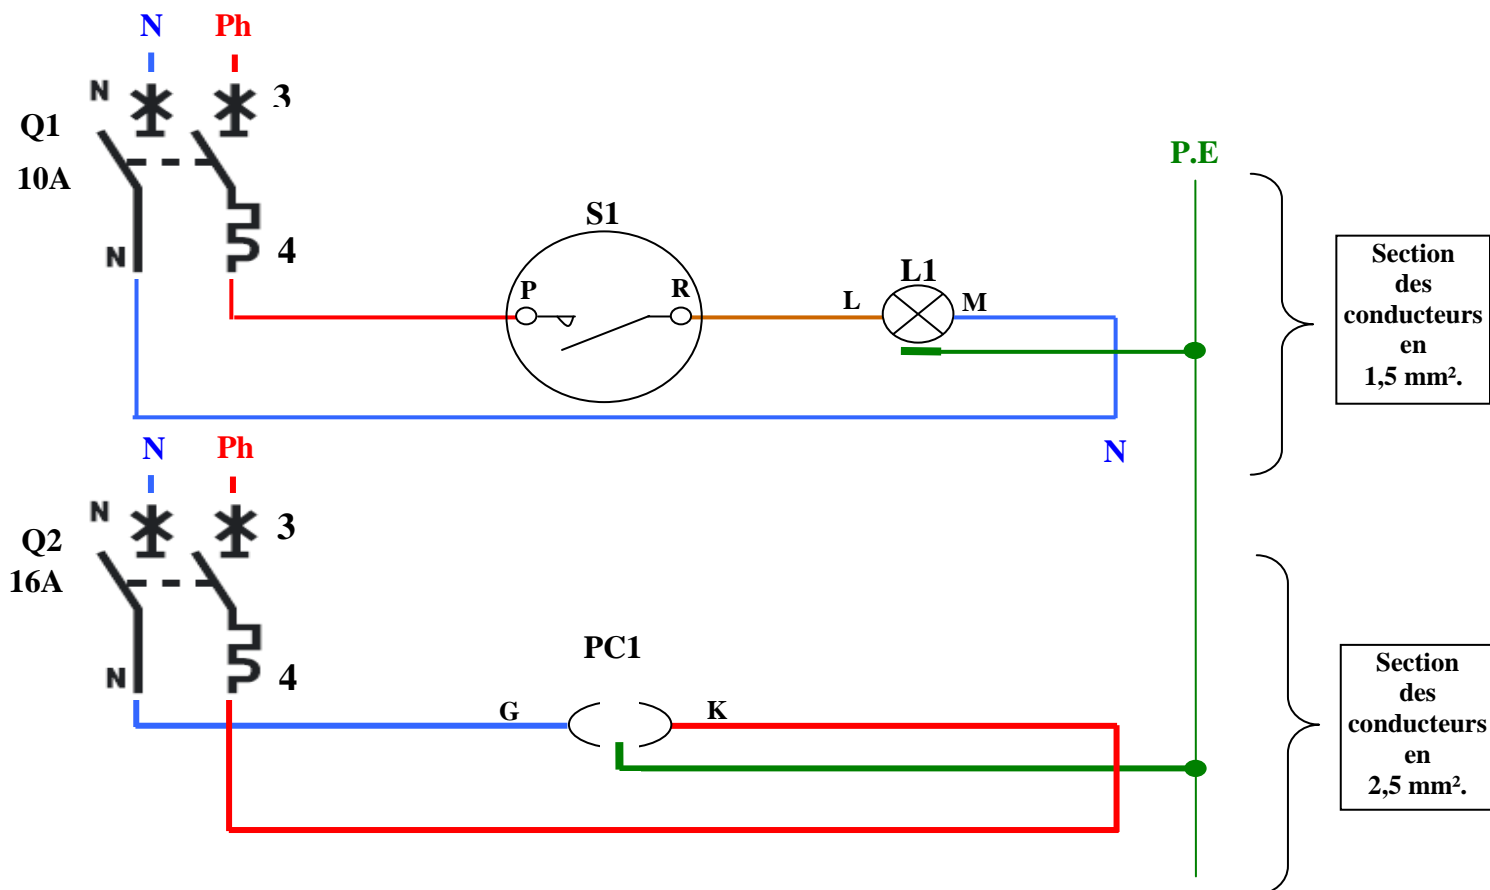 N Ph
N 3
Q1
10A
N 4
S1
P R
L L1 M
P.E
Section
des
conducteurs
en
1,5 mm².
N Ph
N
N 3
Q2
16A
N 4
PC1
G K
Section
des
conducteurs
en
2,5 mm².